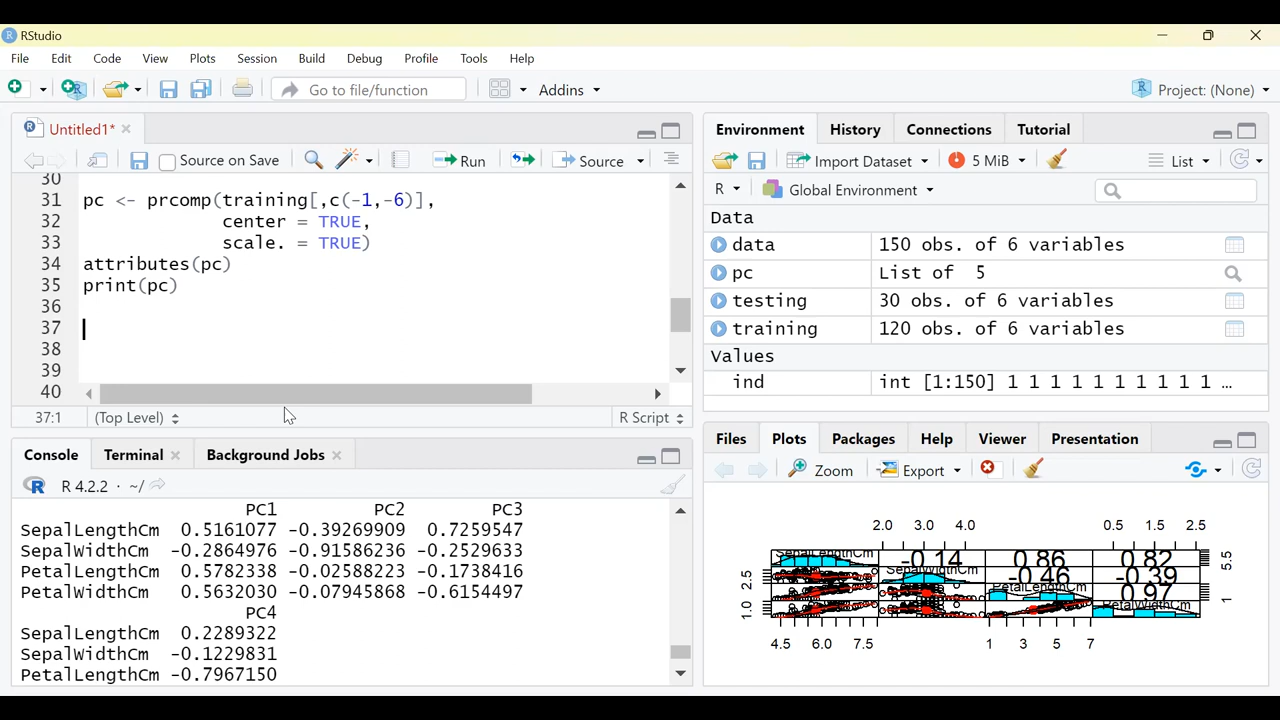 RStudio
File Edit Code View Plots Session Build Debug Profile Tools Help
Go to file/function Addins Project: (None)
Untitled1*
Source on Save Run Source
30
31 pc <- prcomp(training[,c(-1,-6)],
32 center = TRUE,
33 scale. = TRUE)
34 attributes(pc)
35 print(pc)
36
37
38
39
40
37:1 (Top Level) R Script
Console Terminal Background Jobs
R 4.2.2 · ~/
PC1 PC2 PC3
SepalLengthCm 0.5161077 -0.39269909 0.7259547
SepalWidthCm -0.2864976 -0.91586236 -0.2529633
PetalLengthCm 0.5782338 -0.02588223 -0.1738416
PetalWidthCm 0.5632030 -0.07945868 -0.6154497
PC4
SepalLengthCm 0.2289322
SepalWidthCm -0.1229831
PetalLengthCm -0.7967150
Environment History Connections Tutorial
Import Dataset 5 MiB List
R Global Environment
Data
data 150 obs. of 6 variables
pc List of 5
testing 30 obs. of 6 variables
training 120 obs. of 6 variables
Values
ind int [1:150] 1 1 1 1 1 1 1 1 1 1 ...
Files Plots Packages Help Viewer Presentation
Zoom Export
2.0 3.0 4.0 0.5 1.5 2.5
SepalLengthCm -0.14 0.86 0.82
SepalWidthCm -0.46 -0.39
PetalLengthCm 0.97
PetalWidthCm
2.5
1.0
5.5
1
4.5 6.0 7.5 1 3 5 7